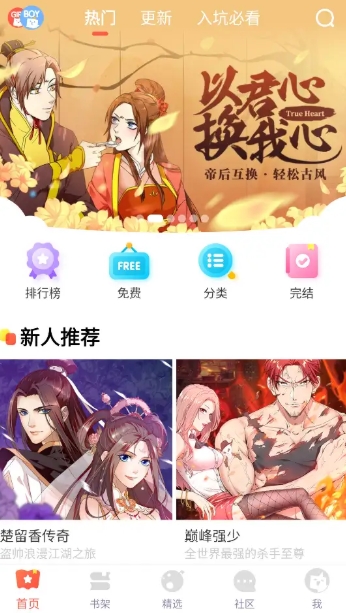 GIF BOY 热门 更新 入坑必看
以君心
True Heart
换我心
帝后互换·轻松古风
FREE
排行榜 免费 分类 完结
新人推荐
楚留香传奇 巅峰强少
盗帅浪漫江湖之旅 全世界最强的杀手至尊
首页 书架 精选 社区 我